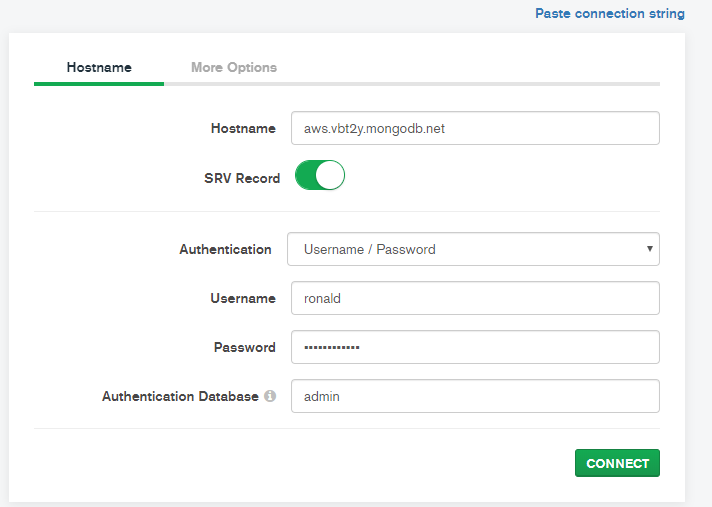 Paste connection string
Hostname More Options
Hostname aws.vbt2y.mongodb.net
SRV Record
Authentication Username / Password
Username ronald
Password ••••••••••••
Authentication Database admin
CONNECT